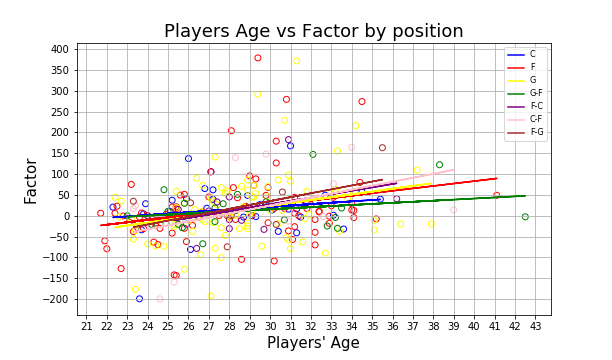 Players Age vs Factor by position
400
350
300
250
200
150
100
50
0
−50
−100
−150
−200
Factor
C
F
G
G-F
F-C
C-F
F-G
21 22 23 24 25 26 27 28 29 30 31 32 33 34 35 36 37 38 39 40 41 42 43
Players' Age